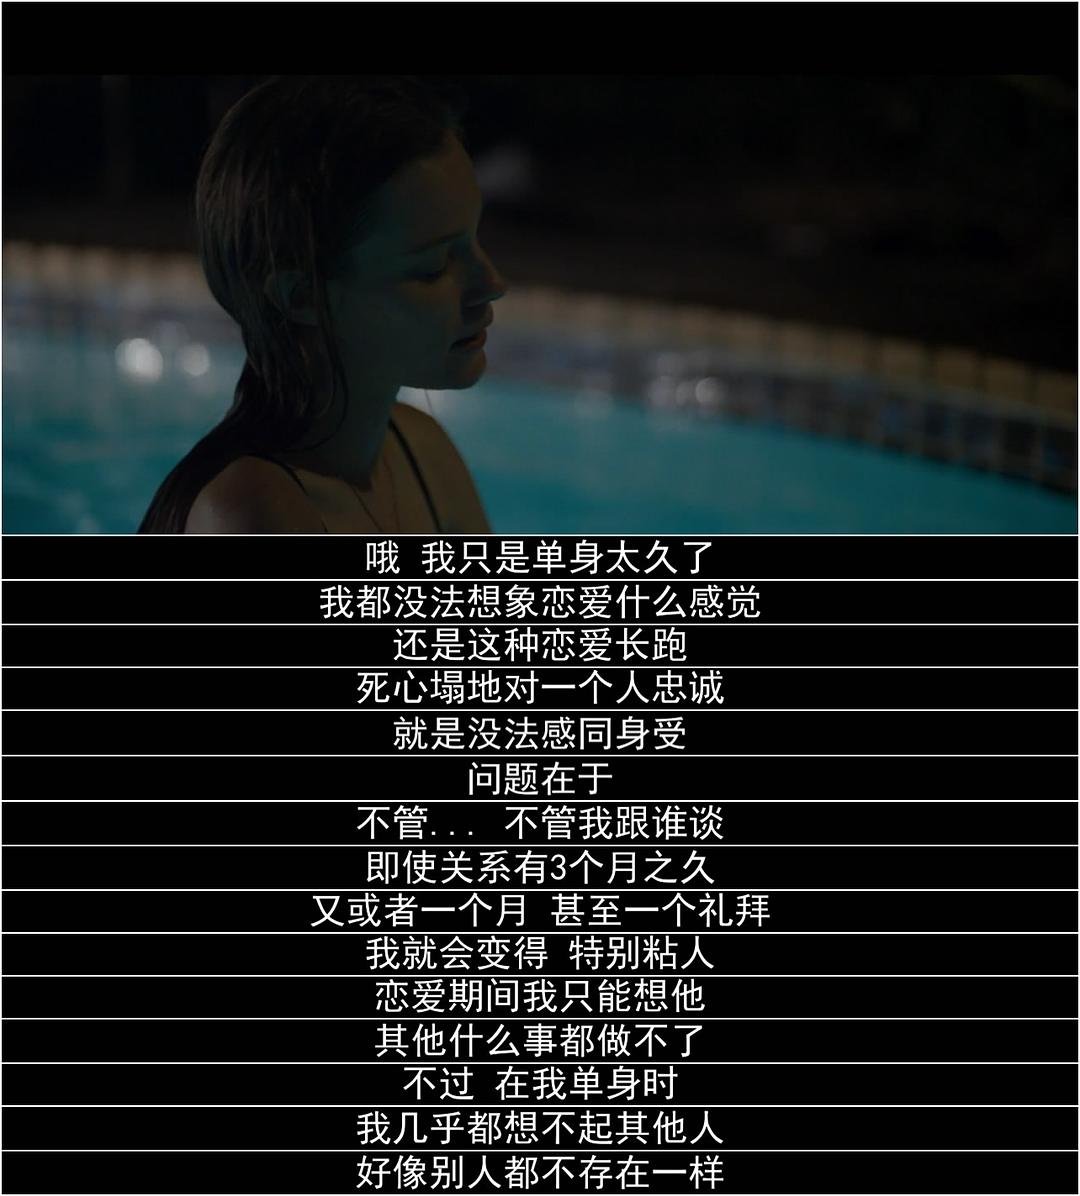 哦 我只是单身太久了
我都没法想象恋爱什么感觉
还是这种恋爱长跑
死心塌地对一个人忠诚
就是没法感同身受
问题在于
不管... 不管我跟谁谈
即使关系有3个月之久
又或者一个月 甚至一个礼拜
我就会变得 特别粘人
恋爱期间我只能想他
其他什么事都做不了
不过 在我单身时
我几乎都想不起其他人
好像别人都不存在一样